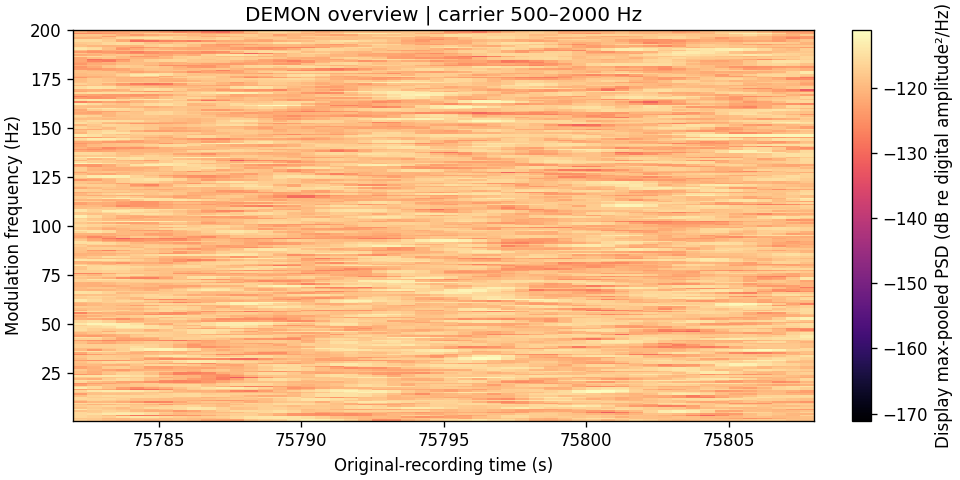 DEMON overview | carrier 500–2000 Hz
200
175
150
125
100
75
50
25
Modulation frequency (Hz)
75785 75790 75795 75800 75805
Original-recording time (s)
−120
−130
−140
−150
−160
−170
Display max-pooled PSD (dB re digital amplitude²/Hz)